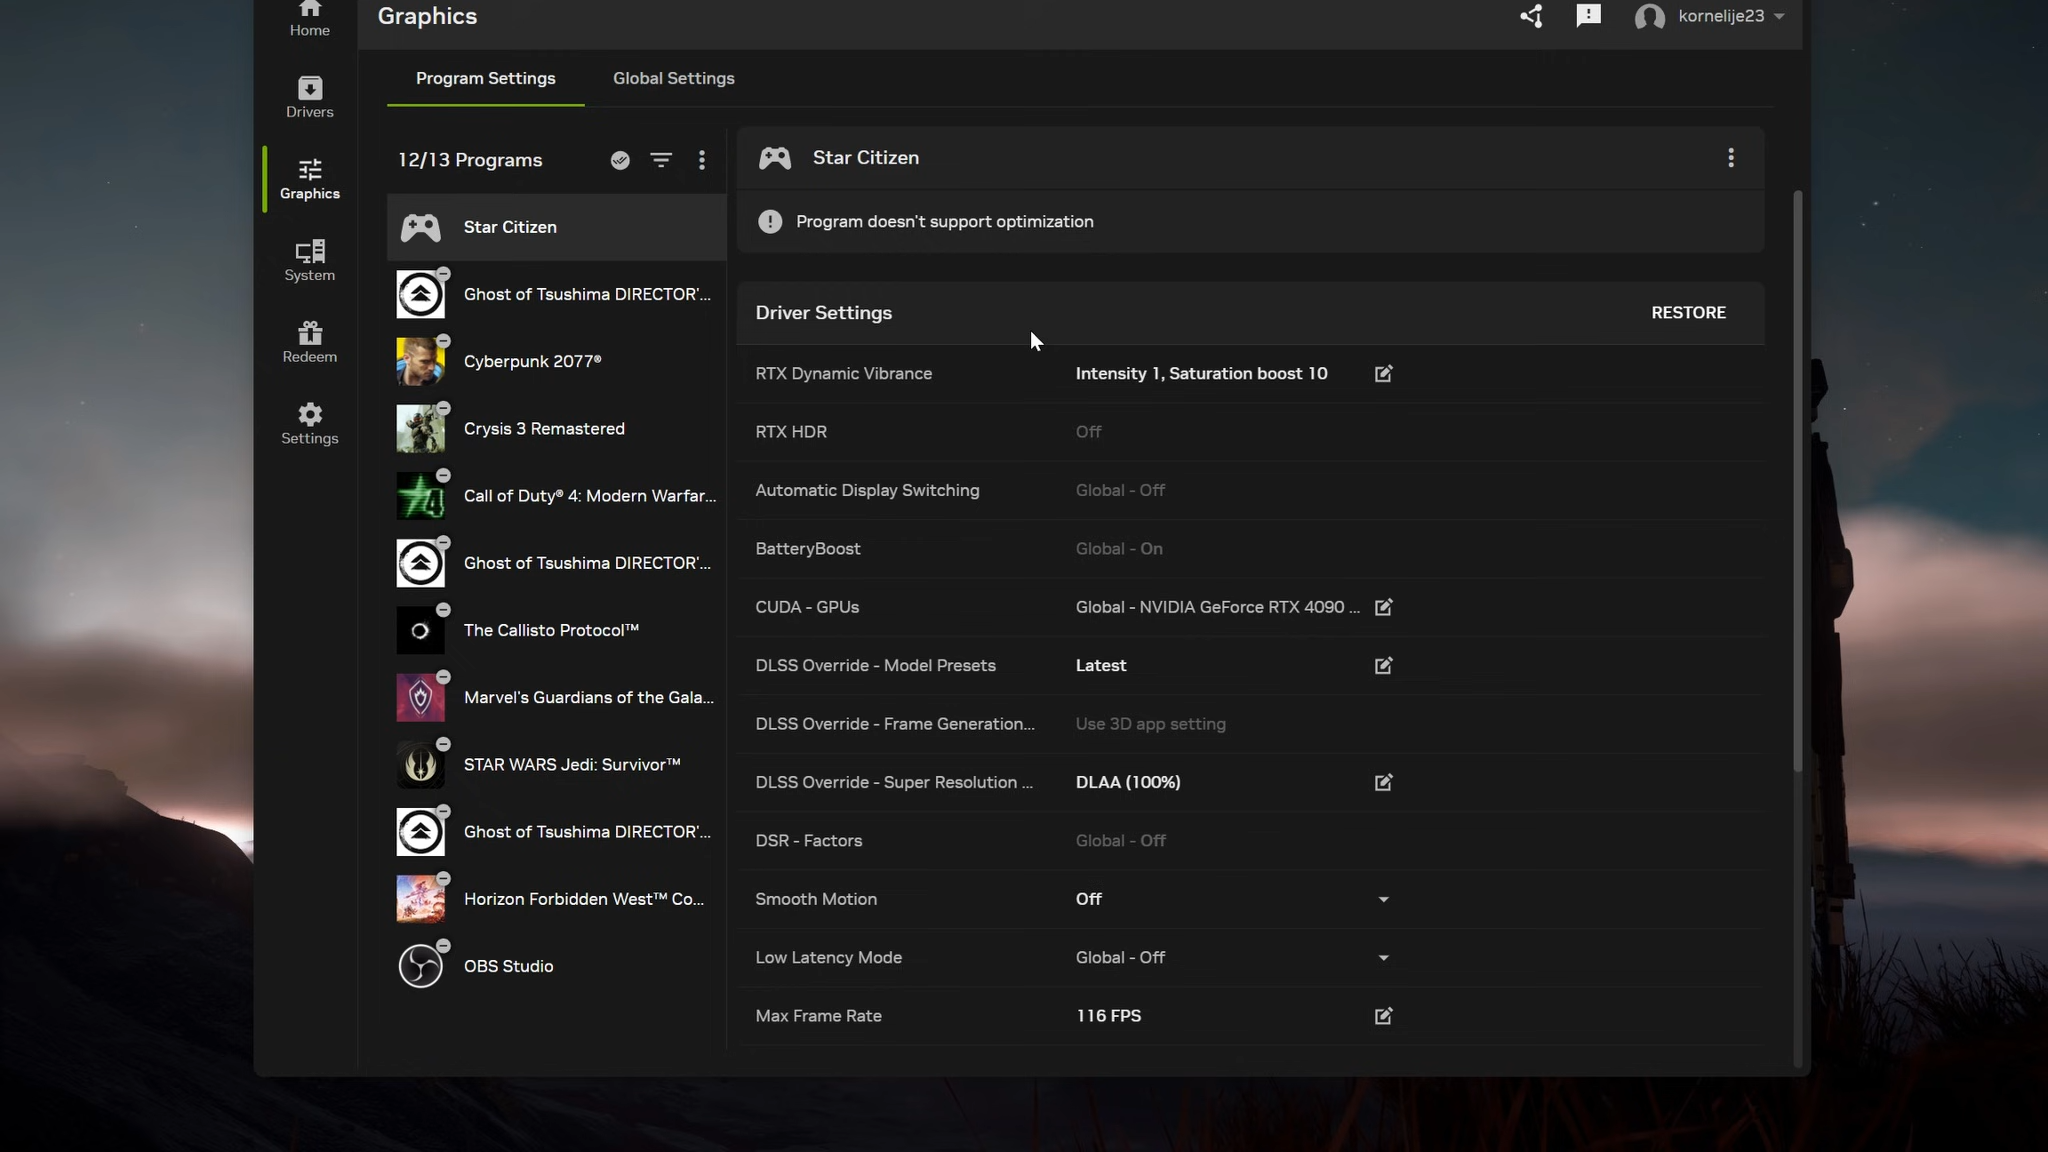 Graphics
kornelije23
Home
Drivers
Graphics
System
Redeem
Settings
Program Settings
Global Settings
12/13 Programs
Star Citizen
Ghost of Tsushima DIRECTOR'...
Cyberpunk 2077®
Crysis 3 Remastered
Call of Duty® 4: Modern Warfar...
Ghost of Tsushima DIRECTOR'...
The Callisto Protocol™
Marvel's Guardians of the Gala...
STAR WARS Jedi: Survivor™
Ghost of Tsushima DIRECTOR'...
Horizon Forbidden West™ Co...
OBS Studio
Star Citizen
Program doesn't support optimization
Driver Settings RESTORE
RTX Dynamic Vibrance Intensity 1, Saturation boost 10
RTX HDR Off
Automatic Display Switching Global - Off
BatteryBoost Global - On
CUDA - GPUs Global - NVIDIA GeForce RTX 4090 ...
DLSS Override - Model Presets Latest
DLSS Override - Frame Generation... Use 3D app setting
DLSS Override - Super Resolution ... DLAA (100%)
DSR - Factors Global - Off
Smooth Motion Off
Low Latency Mode Global - Off
Max Frame Rate 116 FPS